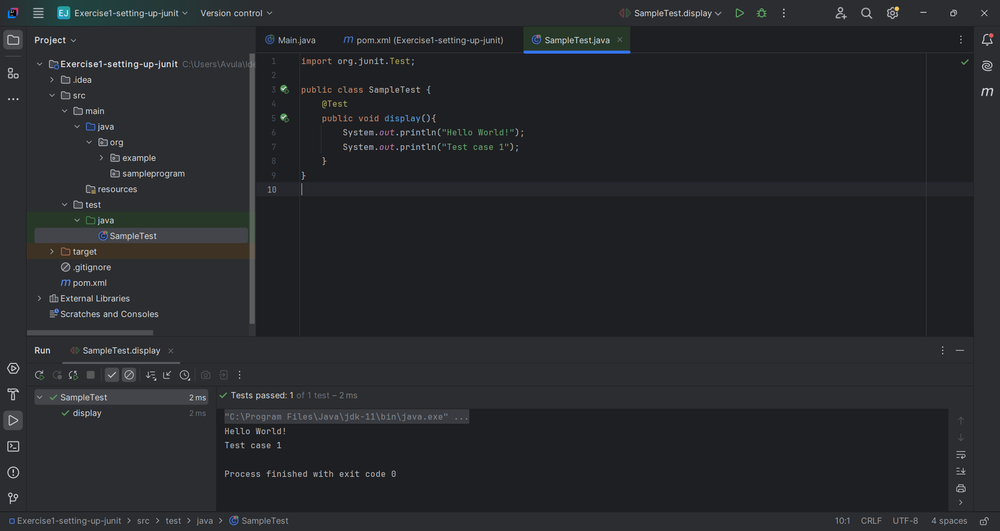 EJ Exercise1-setting-up-junit Version control SampleTest.display
Project
Main.java pom.xml (Exercise1-setting-up-junit) SampleTest.java
Exercise1-setting-up-junit C:\Users\Avula\Ide
.idea
src
main
java
org
example
sampleprogram
resources
test
java
SampleTest
target
.gitignore
m pom.xml
External Libraries
Scratches and Consoles
1 import org.junit.Test;
2
3 public class SampleTest {
4 @Test
5 public void display(){
6 System.out.println("Hello World!");
7 System.out.println("Test case 1");
8 }
9 }
10
Run SampleTest.display
SampleTest 2 ms
display 2 ms
Tests passed: 1 of 1 test – 2 ms
"C:\Program Files\Java\jdk-11\bin\java.exe" ...
Hello World!
Test case 1
Process finished with exit code 0
Exercise1-setting-up-junit > src > test > java > SampleTest
10:1 CRLF UTF-8 4 spaces